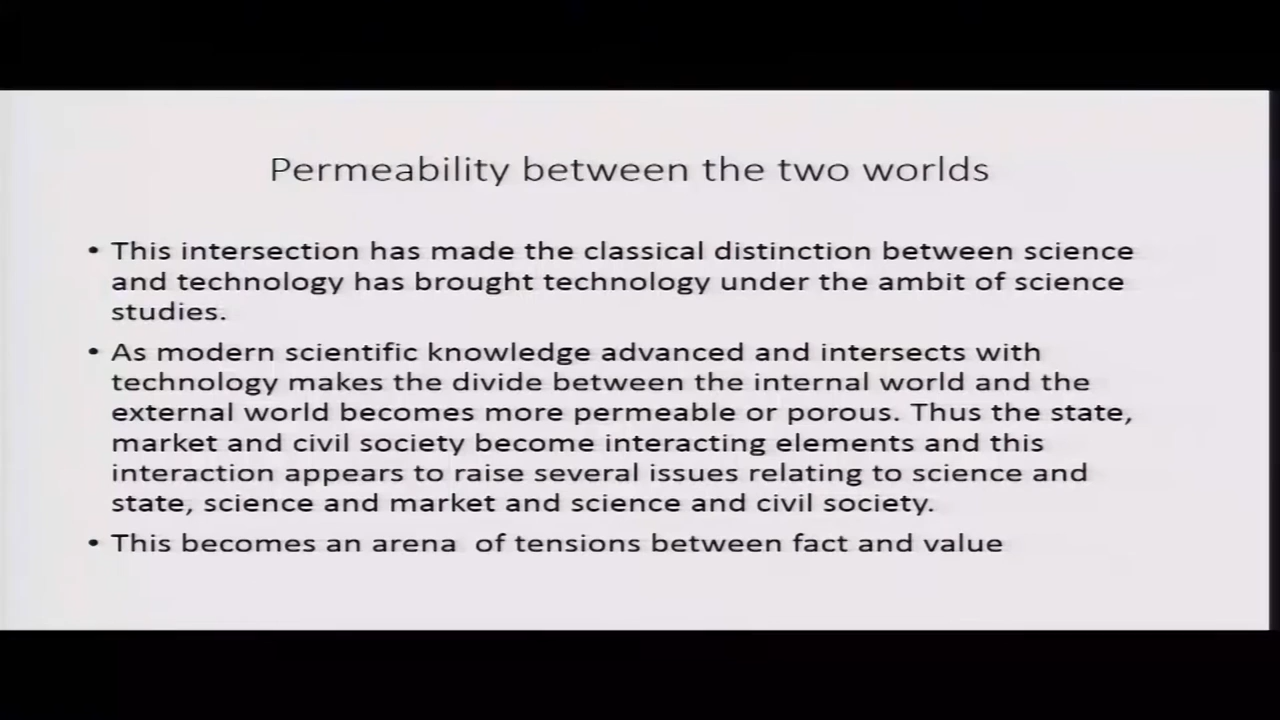 Permeability between the two worlds
• This intersection has made the classical distinction between science
and technology has brought technology under the ambit of science
studies.
• As modern scientific knowledge advanced and intersects with
technology makes the divide between the internal world and the
external world becomes more permeable or porous. Thus the state,
market and civil society become interacting elements and this
interaction appears to raise several issues relating to science and
state, science and market and science and civil society.
• This becomes an arena of tensions between fact and value